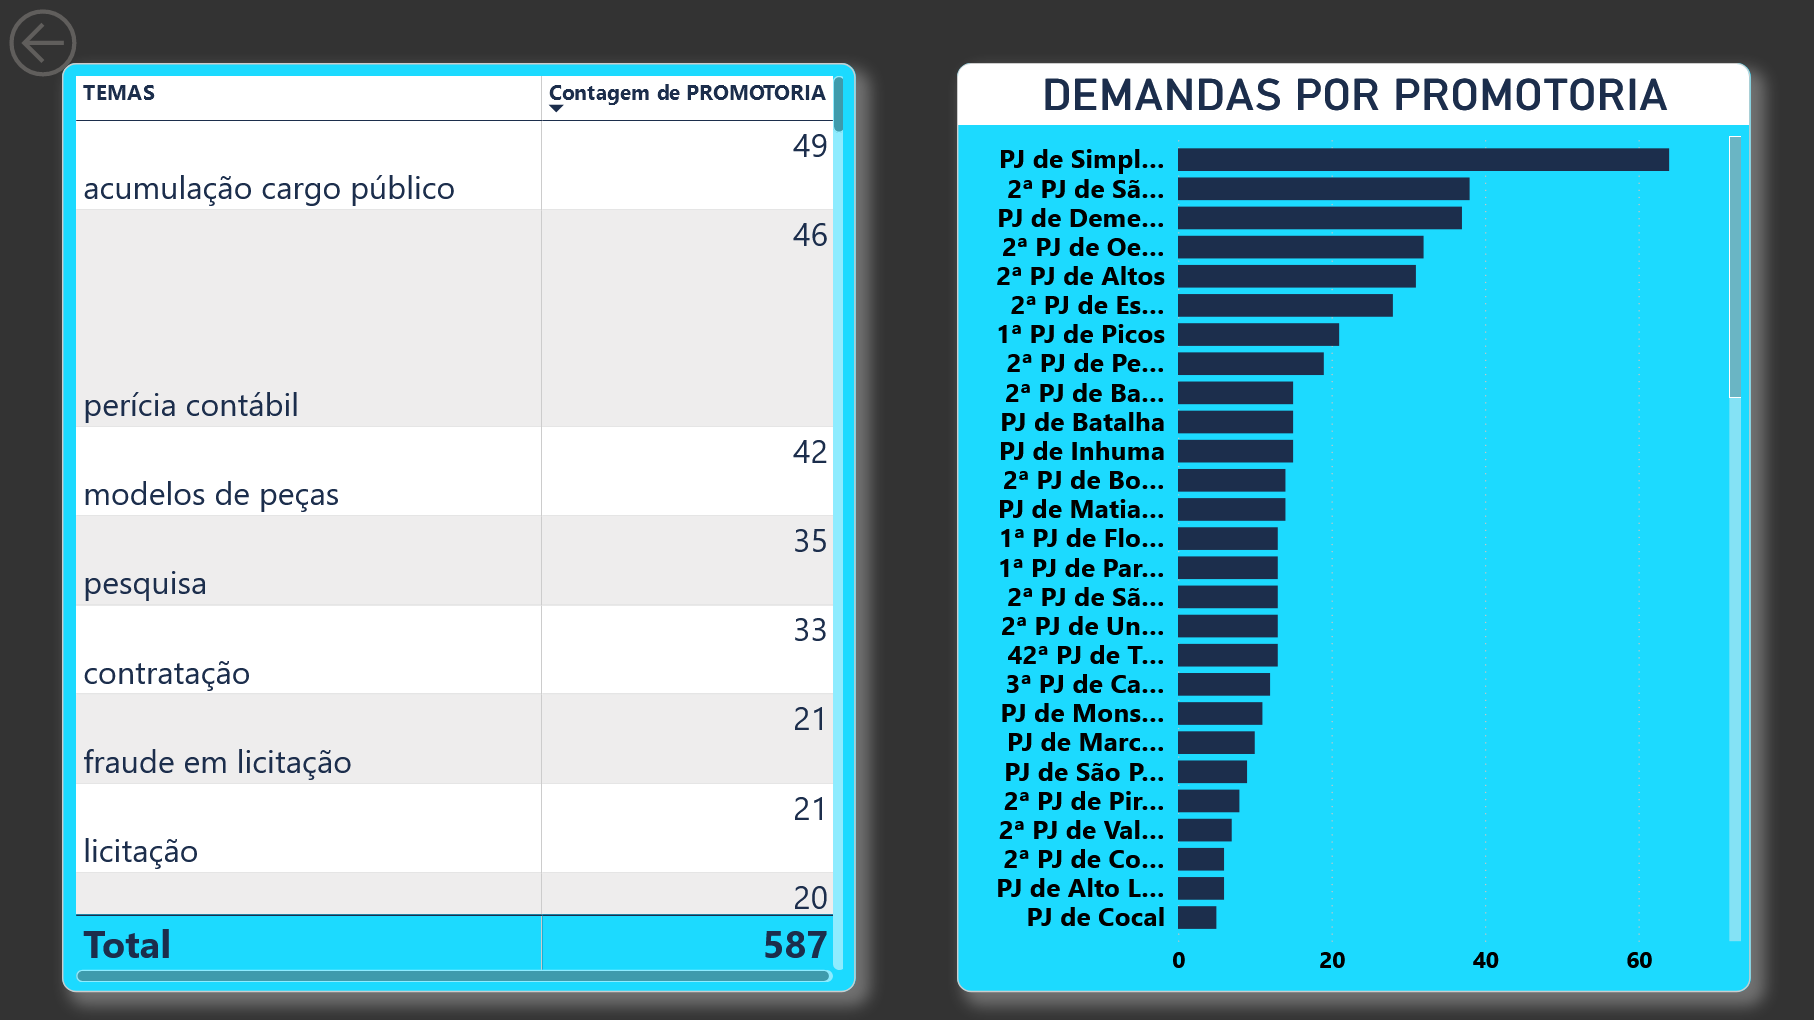 TEMAS Contagem de PROMOTORIA
49
acumulação cargo público
46
perícia contábil
42
modelos de peças
35
pesquisa
33
contratação
21
fraude em licitação
21
licitação
20
Total 587
DEMANDAS POR PROMOTORIA
PJ de Simpl...
2ª PJ de Sã...
PJ de Deme...
2ª PJ de Oe...
2ª PJ de Altos
2ª PJ de Es...
1ª PJ de Picos
2ª PJ de Pe...
2ª PJ de Ba...
PJ de Batalha
PJ de Inhuma
2ª PJ de Bo...
PJ de Matia...
1ª PJ de Flo...
1ª PJ de Par...
2ª PJ de Sã...
2ª PJ de Un...
42ª PJ de T...
3ª PJ de Ca...
PJ de Mons...
PJ de Marc...
PJ de São P...
2ª PJ de Pir...
2ª PJ de Val...
2ª PJ de Co...
PJ de Alto L...
PJ de Cocal
0 20 40 60